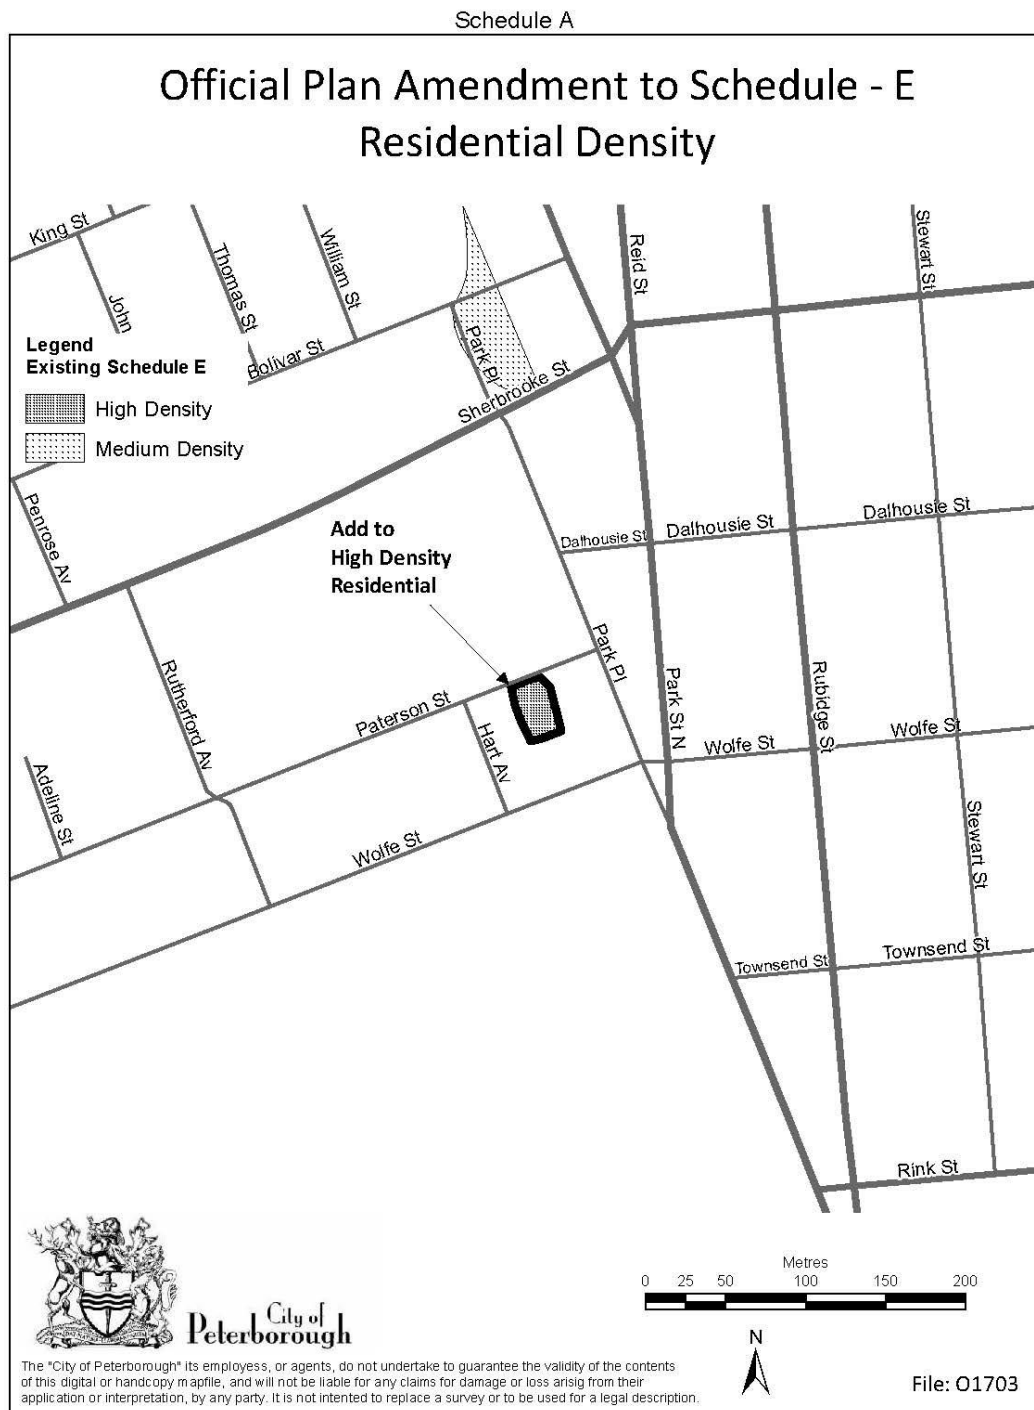 Schedule A
Official Plan Amendment to Schedule - E
Residential Density
King St
John
Thomas St
William St
Bolivar St
Park Pl
Sherbrooke St
Reid St
Stewart St
Legend
Existing Schedule E
High Density
Medium Density
Penrose Av
Add to
High Density
Residential
Dalhousie St
Dalhousie St
Dalhousie St
Rutherford Av
Adeline St
Paterson St
Hart Av
Park Pl
Park St N
Rubidge St
Wolfe St
Wolfe St
Wolfe St
Stewart St
Townsend St
Townsend St
Rink St
City of
Peterborough
Metres
0 25 50 100 150 200
N
The "City of Peterborough" its employess, or agents, do not undertake to guarantee the validity of the contents
of this digital or handcopy mapfile, and will not be liable for any claims for damage or loss arisig from their
application or interpretation, by any party. It is not intended to replace a survey or to be used for a legal description.
File: O1703